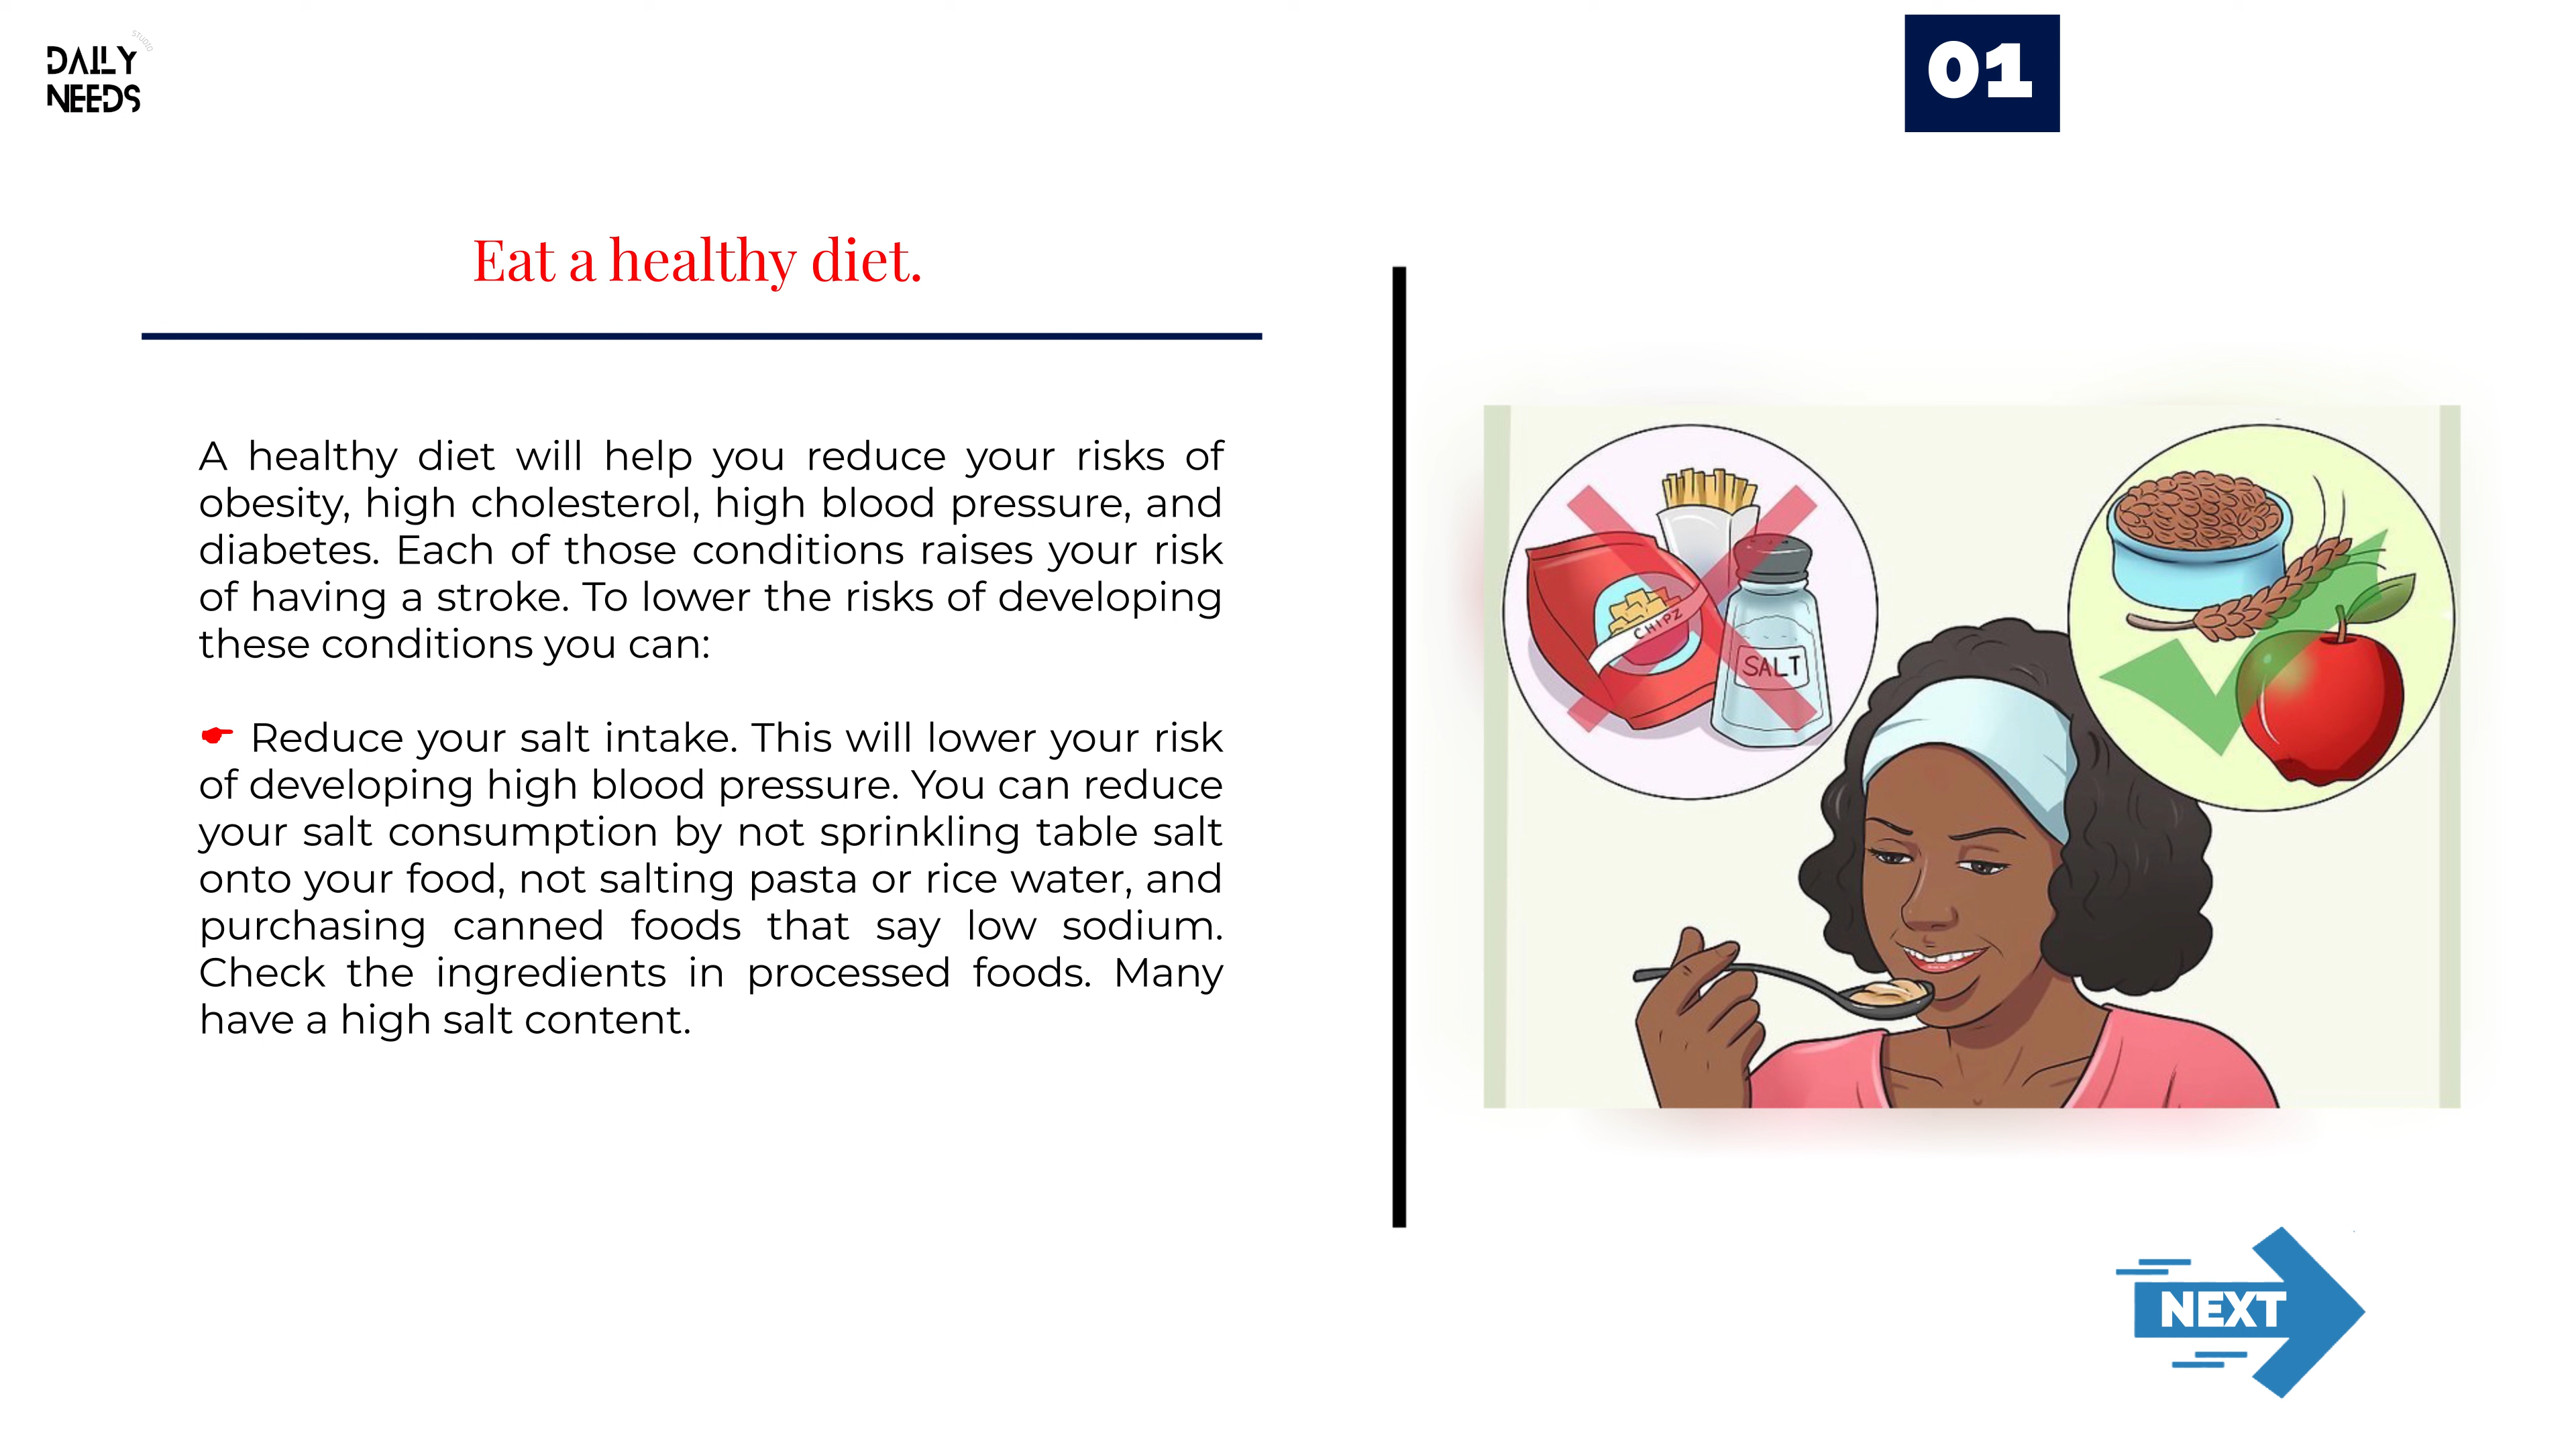 STUDIO
DAILY
NEEDS
01
Eat a healthy diet.
A healthy diet will help you reduce your risks of
obesity, high cholesterol, high blood pressure, and
diabetes. Each of those conditions raises your risk
of having a stroke. To lower the risks of developing
these conditions you can:
☛ Reduce your salt intake. This will lower your risk
of developing high blood pressure. You can reduce
your salt consumption by not sprinkling table salt
onto your food, not salting pasta or rice water, and
purchasing canned foods that say low sodium.
Check the ingredients in processed foods. Many
have a high salt content.
CHIPZ
SALT
NEXT